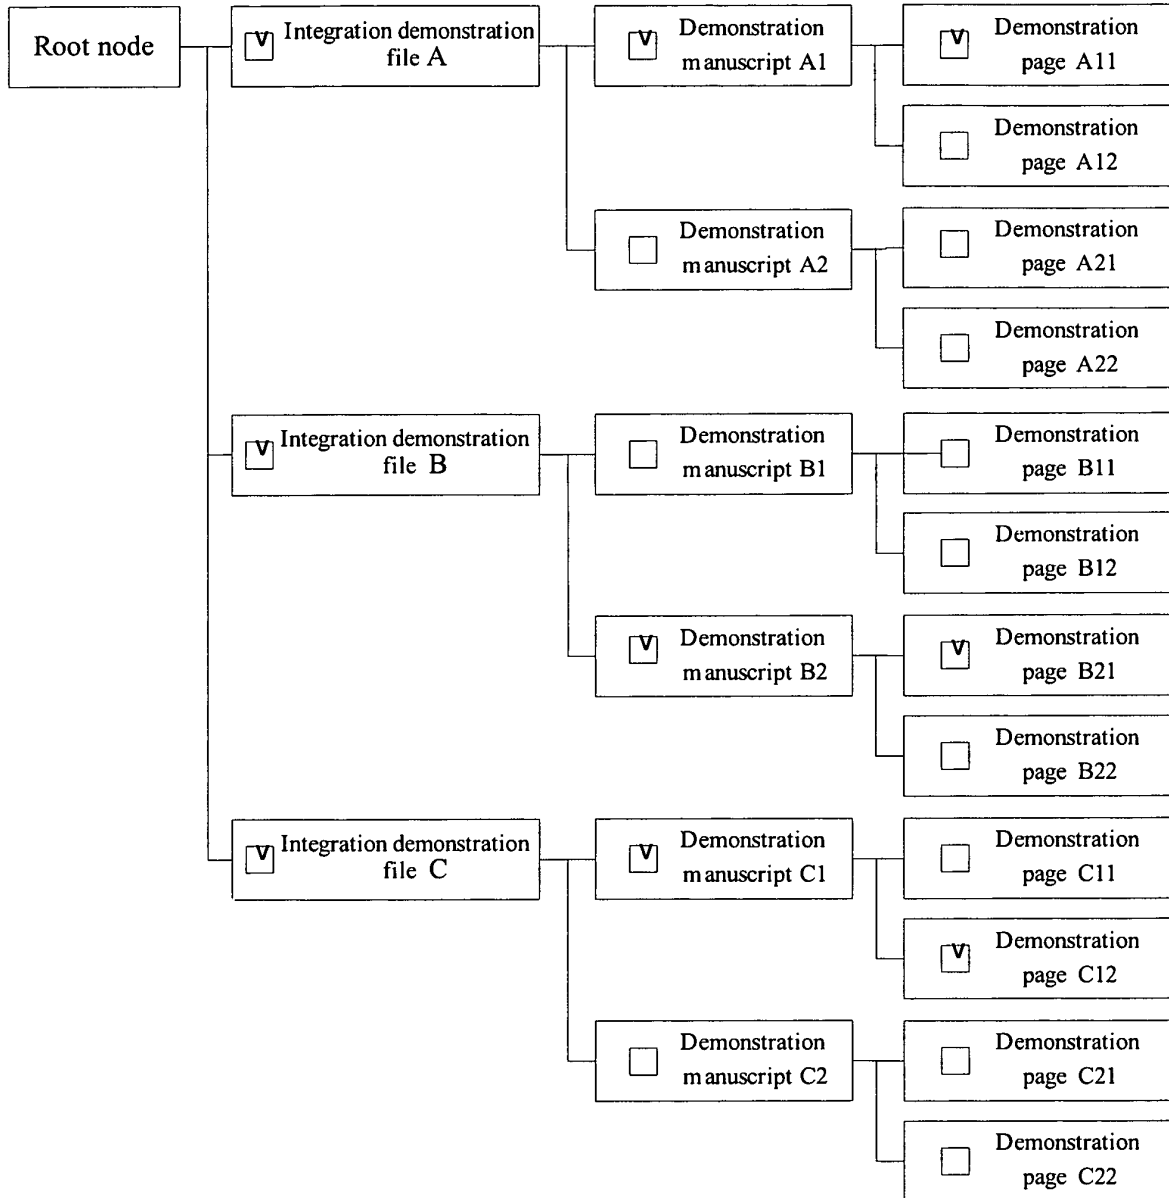 Root node
V Integration demonstration
file A
V Demonstration
manuscript A1
V Demonstration
page A11
Demonstration
page A12
Demonstration
manuscript A2
Demonstration
page A21
Demonstration
page A22
V Integration demonstration
file B
Demonstration
manuscript B1
Demonstration
page B11
Demonstration
page B12
V Demonstration
manuscript B2
V Demonstration
page B21
Demonstration
page B22
V Integration demonstration
file C
V Demonstration
manuscript C1
Demonstration
page C11
V Demonstration
page C12
Demonstration
manuscript C2
Demonstration
page C21
Demonstration
page C22